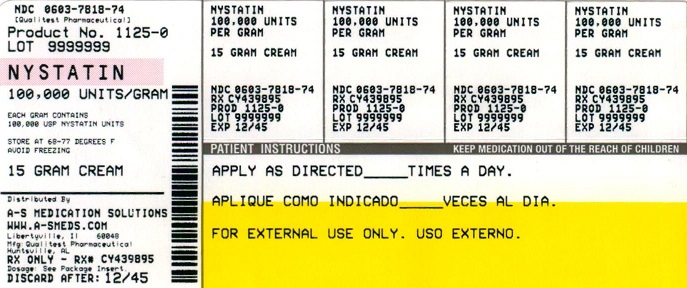 NDC 0603-7818-74
[Qualitest Pharmaceutical]
Product No. 1125-0
LOT 9999999
NYSTATIN
100,000 UNITS/GRAM
EACH GRAM CONTAINS
100,000 USP NYSTATIN UNITS
STORE AT 68-77 DEGREES F
AVOID FREEZING
15 GRAM CREAM
Distributed By
A-S MEDICATION SOLUTIONS
WWW.A-SMEDS.COM
Libertyville, Il 60048
Mfg: Qualitest Pharmaceutical
Huntsville, AL
RX ONLY - RX# CY439895
Dosage: See Package Insert
DISCARD AFTER: 12/45
NYSTATIN
100,000 UNITS
PER GRAM
15 GRAM CREAM
NDC 0603-7818-74
RX CY439895
PROD 1125-0
LOT 9999999
EXP 12/45
NYSTATIN
100,000 UNITS
PER GRAM
15 GRAM CREAM
NDC 0603-7818-74
RX CY439895
PROD 1125-0
LOT 9999999
EXP 12/45
NYSTATIN
100,000 UNITS
PER GRAM
15 GRAM CREAM
NDC 0603-7818-74
RX CY439895
PROD 1125-0
LOT 9999999
EXP 12/45
NYSTATIN
100,000 UNITS
PER GRAM
15 GRAM CREAM
NDC 0603-7818-74
RX CY439895
PROD 1125-0
LOT 9999999
EXP 12/45
PATIENT INSTRUCTIONS KEEP MEDICATION OUT OF THE REACH OF CHILDREN
APPLY AS DIRECTED_____TIMES A DAY.
APLIQUE COMO INDICADO_____VECES AL DIA.
FOR EXTERNAL USE ONLY. USO EXTERNO.